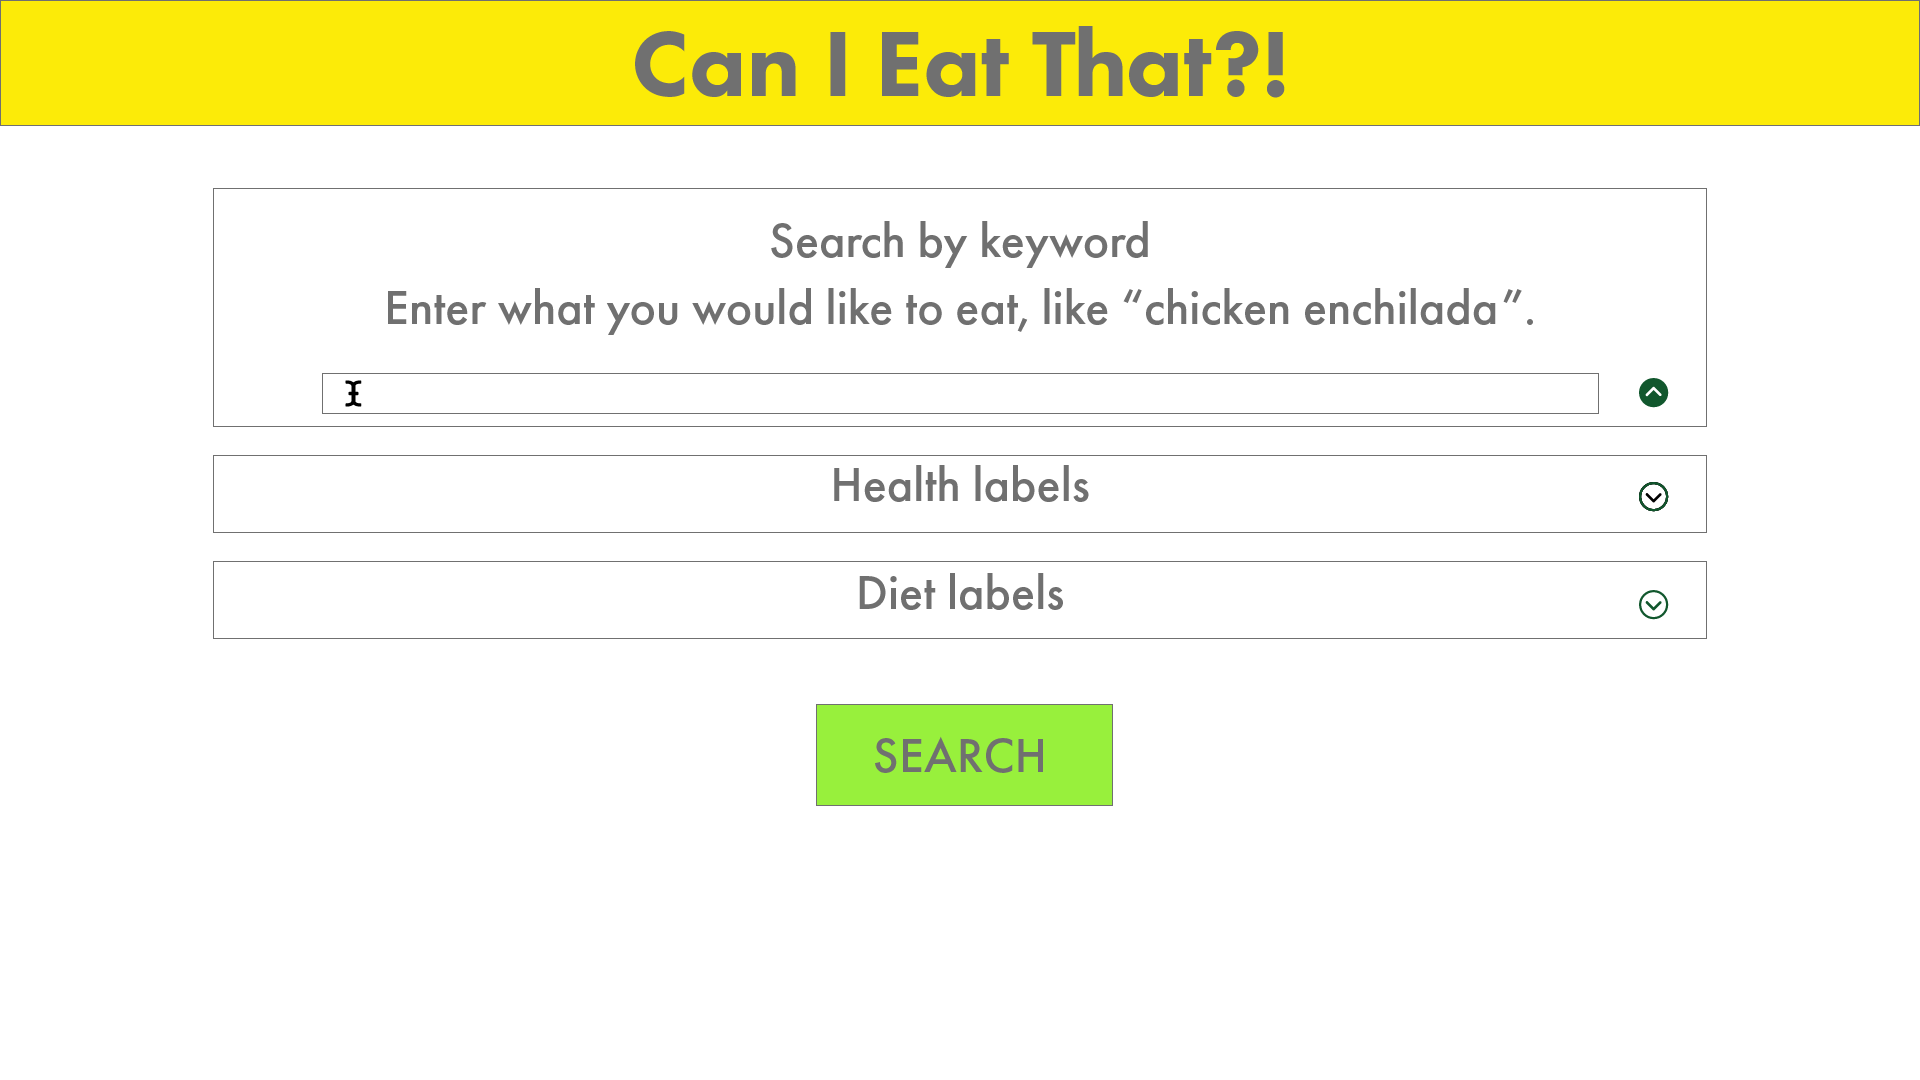 Can I Eat That?!
Search by keyword
Enter what you would like to eat, like “chicken enchilada”.
Health labels
Diet labels
SEARCH